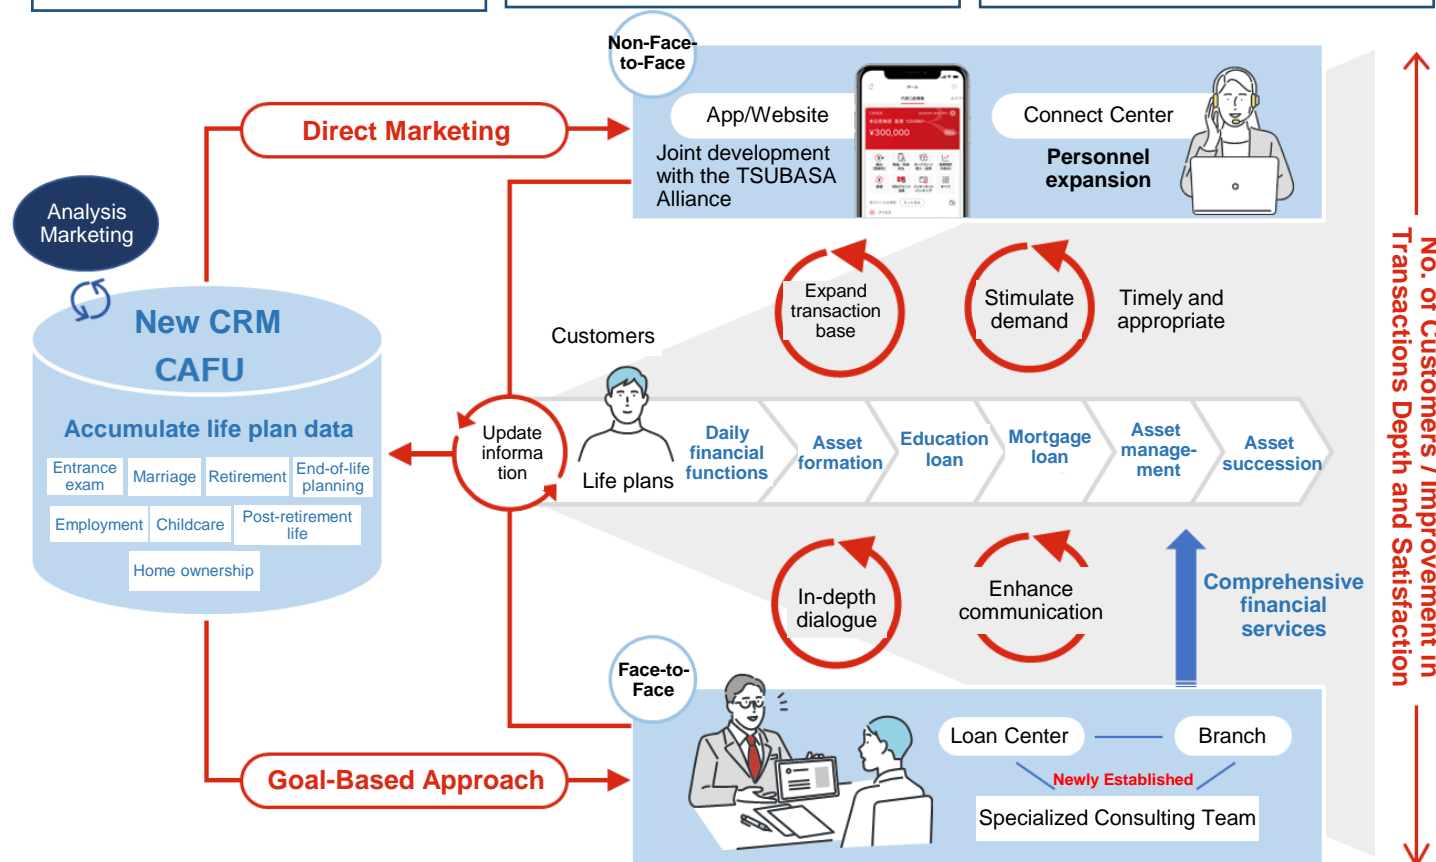 Non-Face-
to-Face
Direct Marketing
App/Website
Joint development
with the TSUBASA
Alliance
ホーム
¥300,000
Connect Center
Personnel
expansion
Analysis
Marketing
New CRM
CAFU
Accumulate life plan data
Entrance
exam
Marriage
Retirement
End-of-life
planning
Employment
Childcare
Post-retirement
life
Home ownership
Update
informa
tion
Customers
Life plans
Expand
transaction
base
Stimulate
demand
Timely and
appropriate
Daily
financial
functions
Asset
formation
Education
loan
Mortgage
loan
Asset
manage-
ment
Asset
succession
In-depth
dialogue
Enhance
communication
Comprehensive
financial
services
Face-to-
Face
Goal-Based Approach
Loan Center
Branch
Newly Established
Specialized Consulting Team
No. of Customers / Improvement in
Transactions Depth and Satisfaction